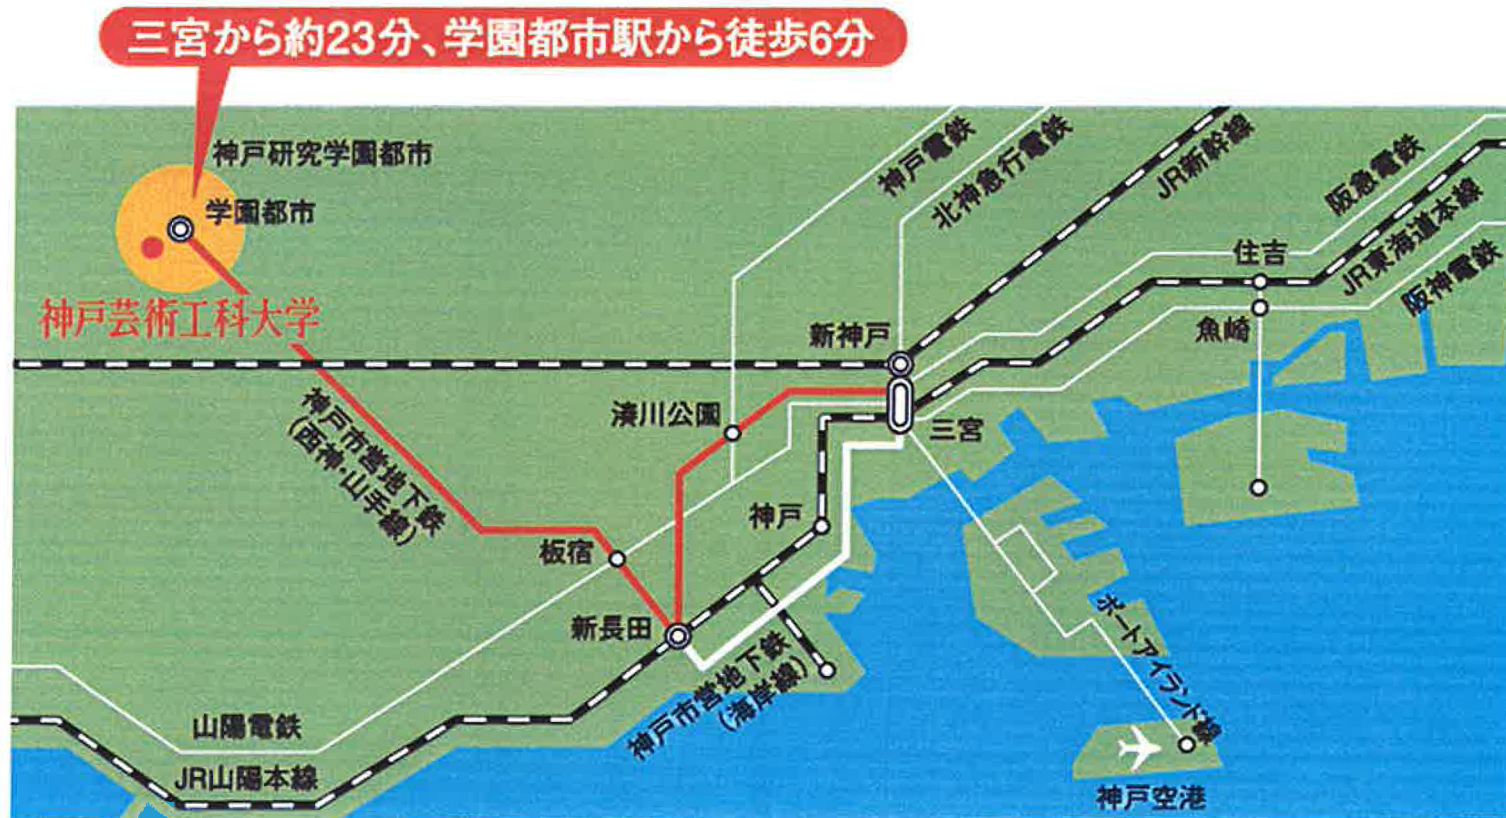 三宮から約23分、学園都市駅から徒歩6分
神戸研究学園都市
学園都市
神戸芸術工科大学
神戸電鉄
北神急行電鉄
JR新幹線
阪急電鉄
JR東海道本線
阪神電鉄
住吉
魚崎
新神戸
湊川公園
三宮
神戸市営地下鉄
(西神・山手線)
神戸
板宿
新長田
神戸市営地下鉄
(海岸線)
ポートアイランド線
山陽電鉄
JR山陽本線
神戸空港